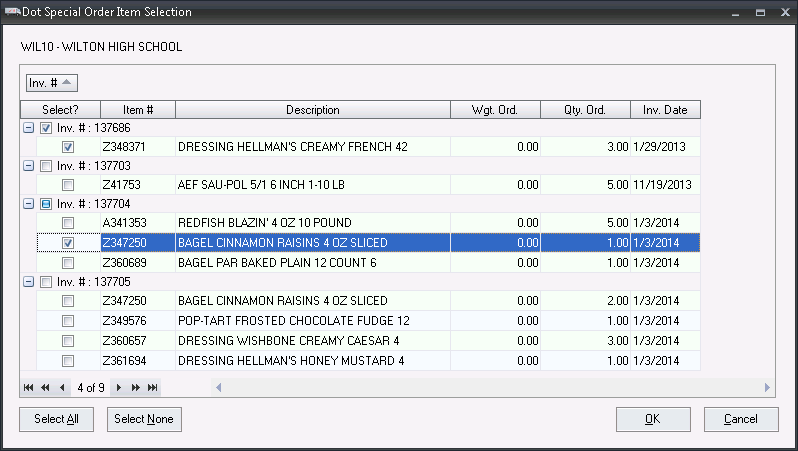 Dot Special Order Item Selection
WIL10 - WILTON HIGH SCHOOL
Inv. #
Select? Item # Description Wgt. Ord. Qty. Ord. Inv. Date
Inv. # : 137686
Z348371 DRESSING HELLMAN'S CREAMY FRENCH 42 0.00 3.00 1/29/2013
Inv. # : 137703
Z41753 AEF SAU-POL 5/1 6 INCH 1-10 LB 0.00 5.00 11/19/2013
Inv. # : 137704
A341353 REDFISH BLAZIN' 4 OZ 10 POUND 0.00 5.00 1/3/2014
Z347250 BAGEL CINNAMON RAISINS 4 OZ SLICED 0.00 1.00 1/3/2014
Z360689 BAGEL PAR BAKED PLAIN 12 COUNT 6 0.00 1.00 1/3/2014
Inv. # : 137705
Z347250 BAGEL CINNAMON RAISINS 4 OZ SLICED 0.00 2.00 1/3/2014
Z349576 POP-TART FROSTED CHOCOLATE FUDGE 12 0.00 1.00 1/3/2014
Z360657 DRESSING WISHBONE CREAMY CAESAR 4 0.00 3.00 1/3/2014
Z361694 DRESSING HELLMAN'S HONEY MUSTARD 4 0.00 1.00 1/3/2014
4 of 9
Select All Select None OK Cancel